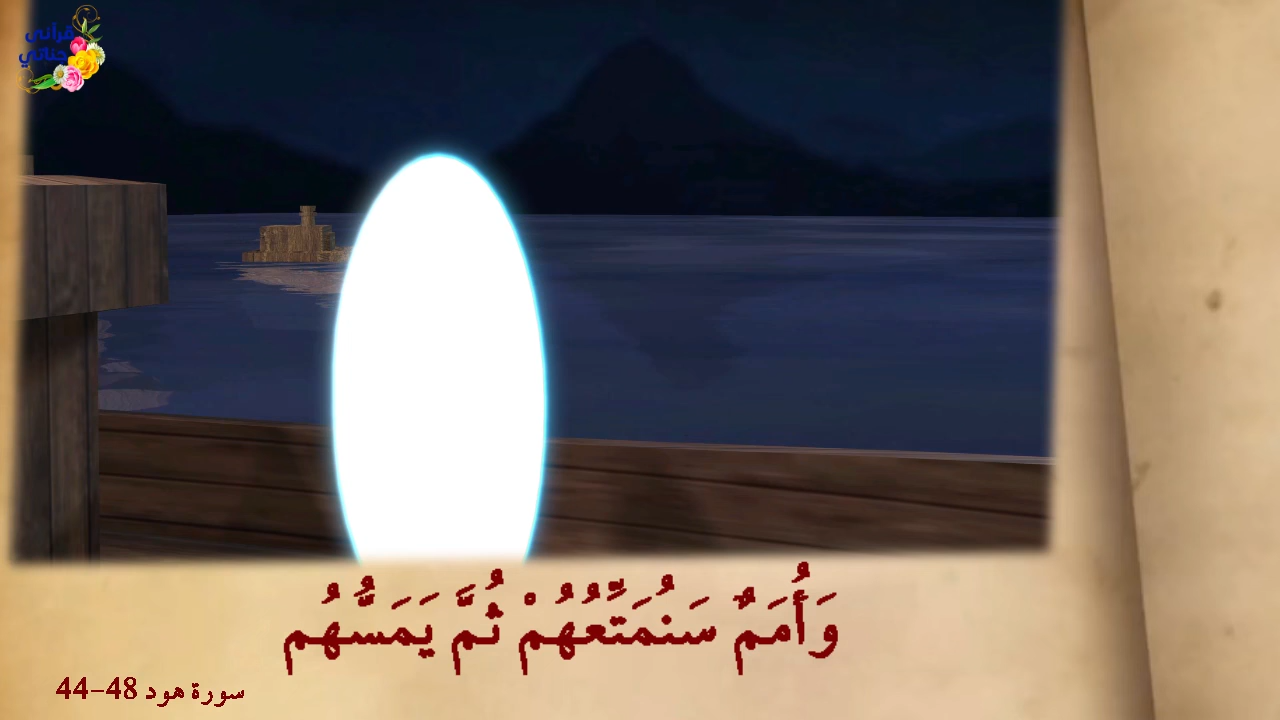 قرآني
جناتي
وَأُمَمٌ سَنُمَتِّعُهُمْ ثُمَّ يَمَسُّهُم
سورة هود 48-44